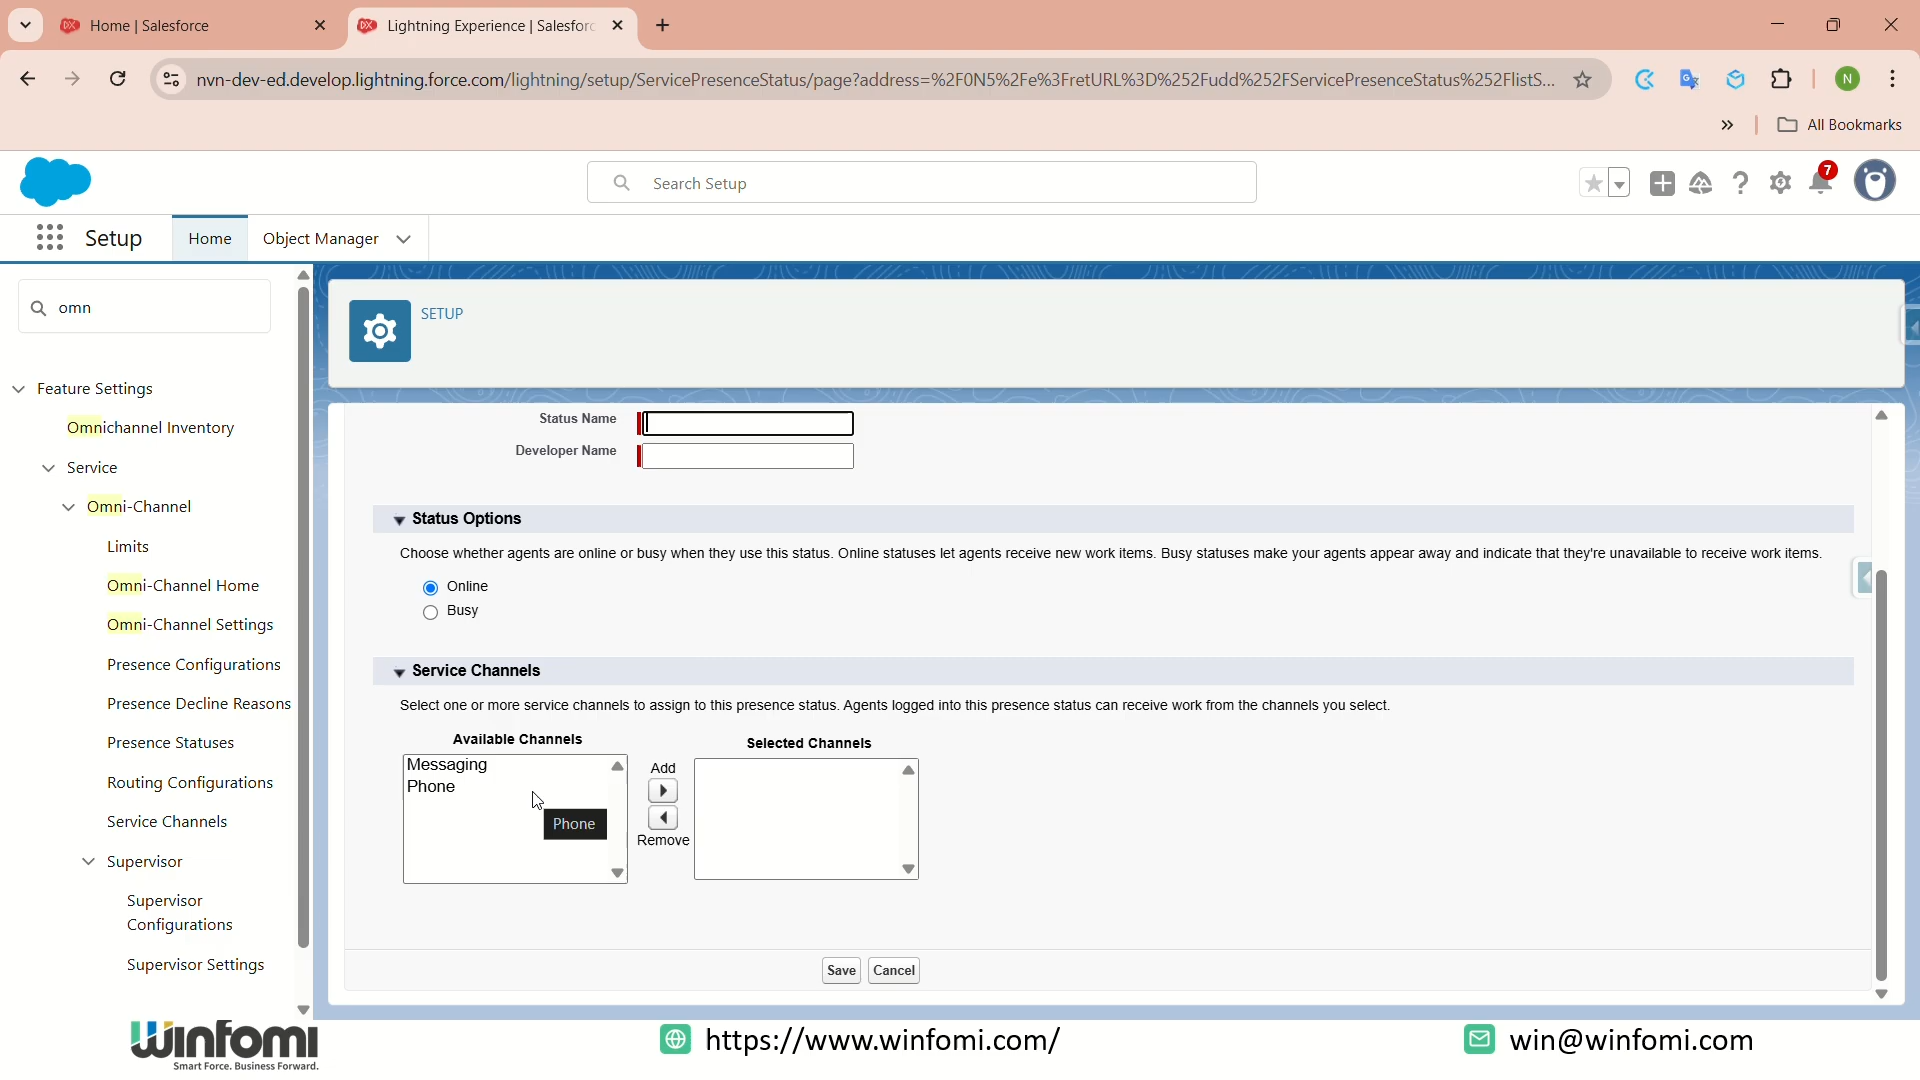 Home | Salesforce
Lightning Experience | Salesforc
nvn-dev-ed.develop.lightning.force.com/lightning/setup/ServicePresenceStatus/page?address=%2F0N5%2Fe%3FretURL%3D%252Fudd%252FServicePresenceStatus%252FlistS...
N
All Bookmarks
Search Setup
7
Setup
Home
Object Manager
omn
Feature Settings
Omnichannel Inventory
Service
Omni-Channel
Limits
Omni-Channel Home
Omni-Channel Settings
Presence Configurations
Presence Decline Reasons
Presence Statuses
Routing Configurations
Service Channels
Supervisor
Supervisor
Configurations
Supervisor Settings
SETUP
Status Name
Developer Name
Status Options
Choose whether agents are online or busy when they use this status. Online statuses let agents receive new work items. Busy statuses make your agents appear away and indicate that they're unavailable to receive work items.
Online
Busy
Service Channels
Select one or more service channels to assign to this presence status. Agents logged into this presence status can receive work from the channels you select.
Available Channels
Selected Channels
Messaging
Phone
Phone
Add
Remove
Save
Cancel
Winfomi
Smart Force. Business Forward.
https://www.winfomi.com/
win@winfomi.com